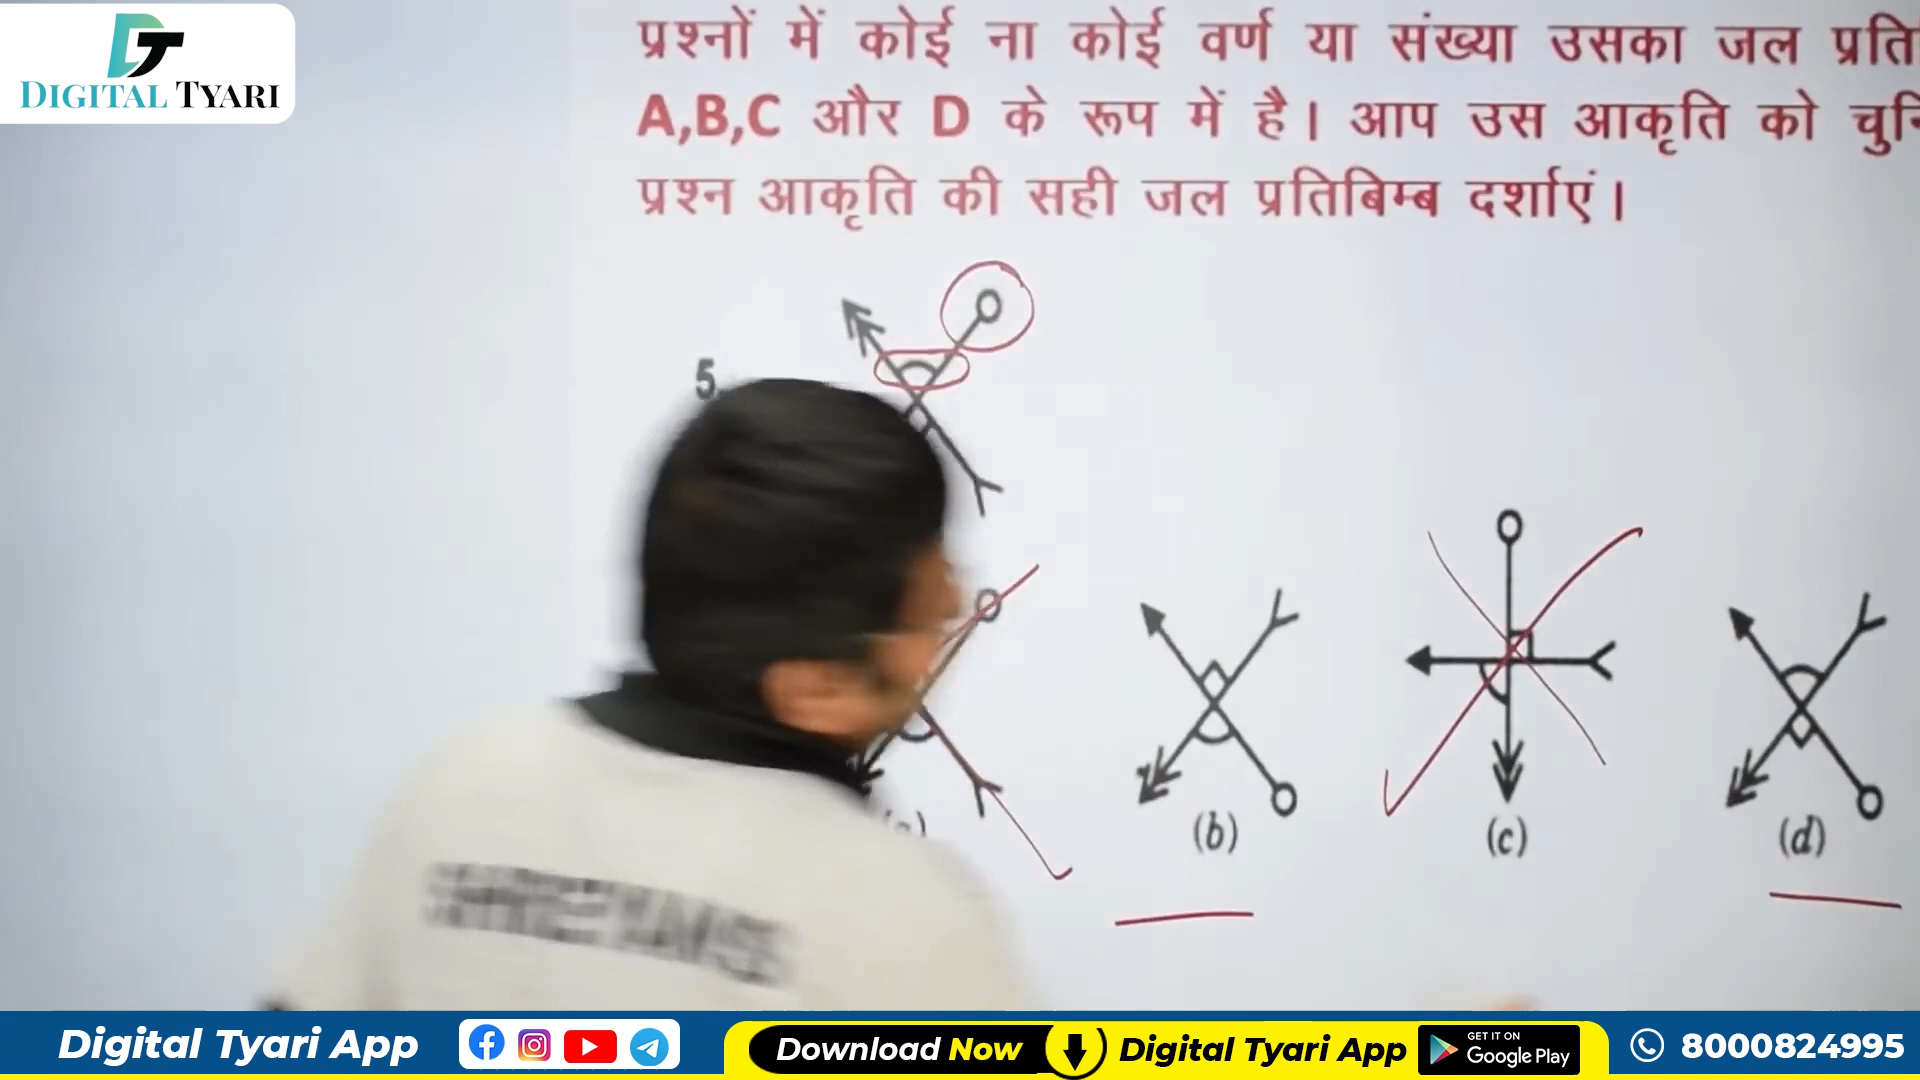 DT
DIGITAL TYARI
प्रश्नों में कोई ना कोई वर्ण या संख्या उसका जल
A,B,C और D के रूप में है। आप उस आकृति को
प्रश्न आकृति की सही जल प्रतिबिम्ब दर्शाएं।
5.
(b)
(c)
(d)
Digital Tyari App
Download Now
Digital Tyari App
GET IT ON
Google Play
8000824995